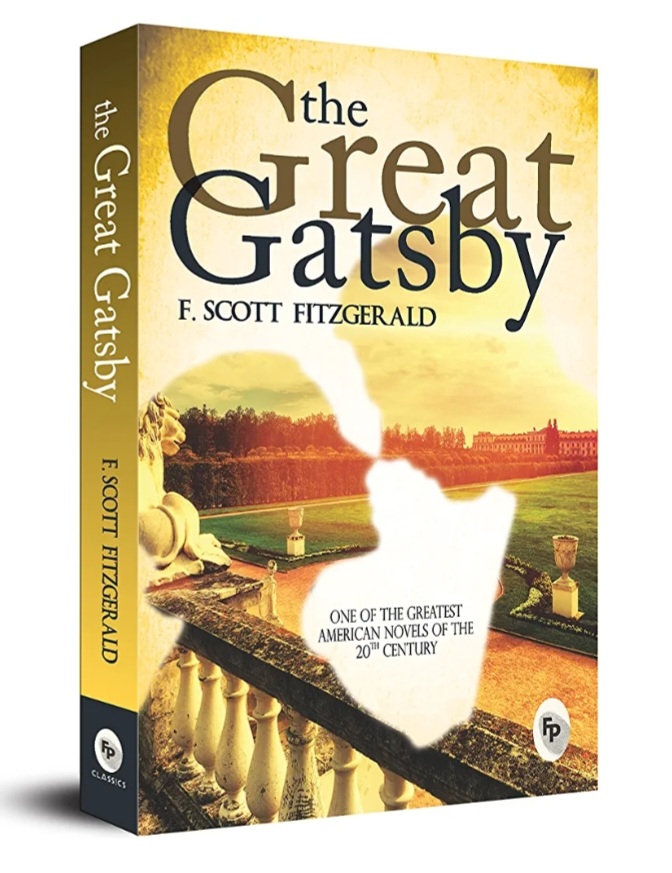 the
Great
Gatsby
F. SCOTT FITZGERALD
ONE OF THE GREATEST
AMERICAN NOVELS OF THE
20TH CENTURY
FP
the Great Gatsby
F. SCOTT FITZGERALD
FP
CLASSICS